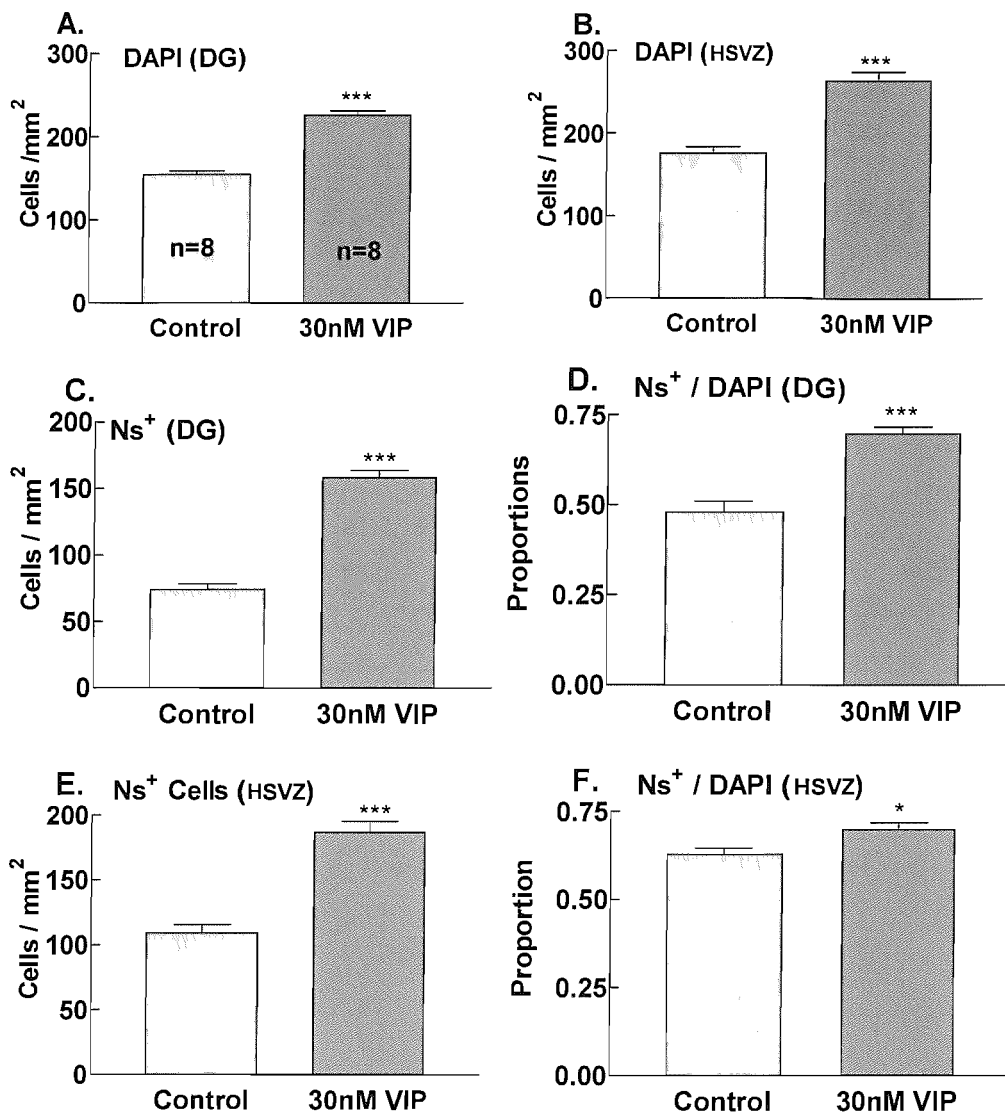 A.
DAPI (DG)
Cells /mm²
300
200
100
0
***
n=8
n=8
Control
30nM VIP
B.
DAPI (HSVZ)
Cells / mm²
300
200
100
0
***
Control
30nM VIP
C.
Ns⁺ (DG)
Cells / mm²
200
150
100
50
0
***
Control
30nM VIP
D.
Ns⁺ / DAPI (DG)
Proportions
0.75
0.50
0.25
0.00
***
Control
30nM VIP
E.
Ns⁺ Cells (HSVZ)
Cells / mm²
200
150
100
50
0
***
Control
30nM VIP
F.
Ns⁺ / DAPI (HSVZ)
Proportion
0.75
0.50
0.25
0.00
*
Control
30nM VIP